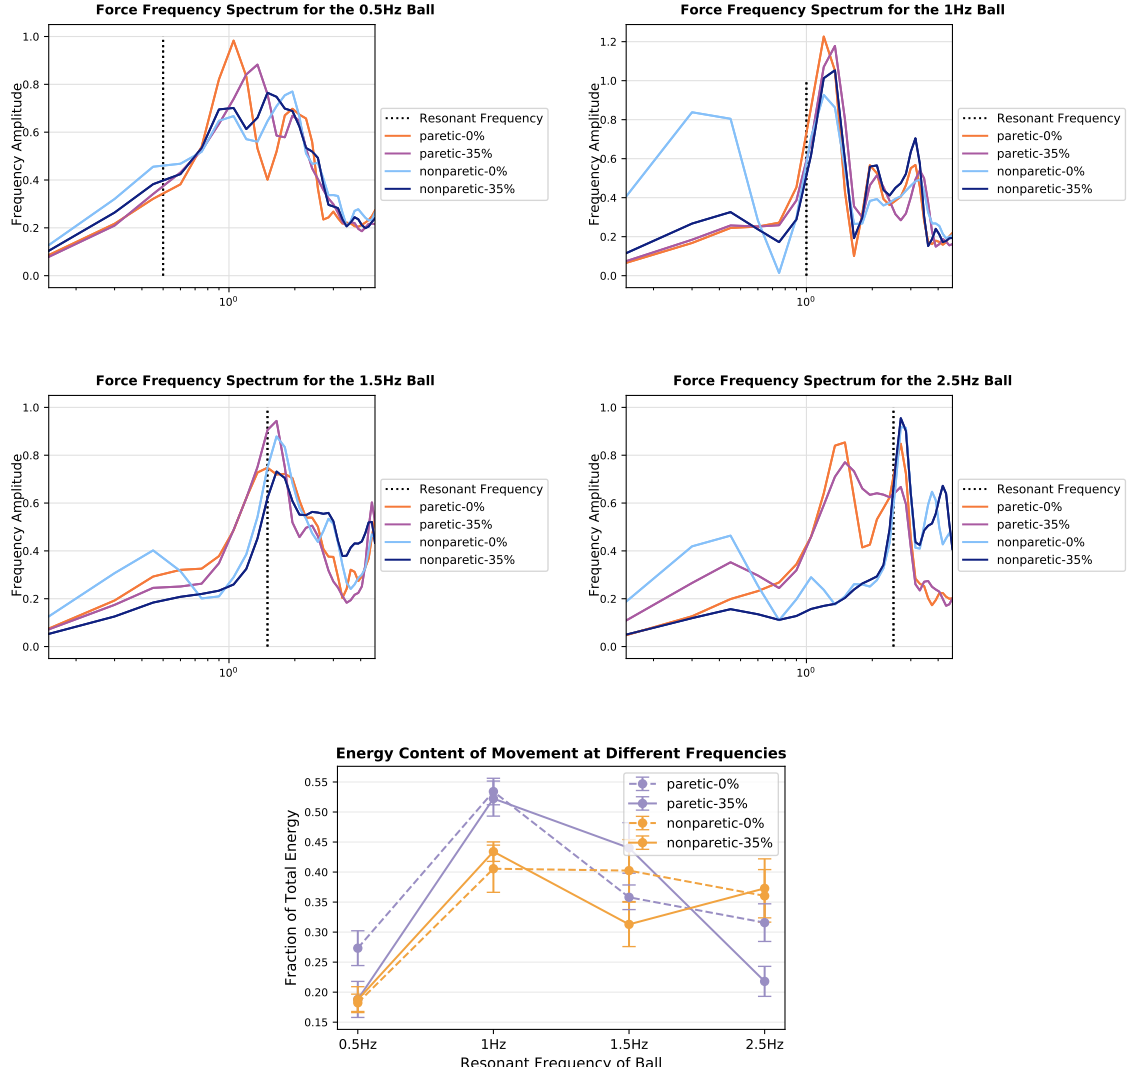 Force Frequency Spectrum for the 0.5Hz Ball
Frequency Amplitude
1.0
0.8
0.6
0.4
0.2
0.0
10⁰
Resonant Frequency
paretic-0%
paretic-35%
nonparetic-0%
nonparetic-35%
Force Frequency Spectrum for the 1Hz Ball
Frequency Amplitude
1.2
1.0
0.8
0.6
0.4
0.2
0.0
10⁰
Resonant Frequency
paretic-0%
paretic-35%
nonparetic-0%
nonparetic-35%
Force Frequency Spectrum for the 1.5Hz Ball
Frequency Amplitude
1.0
0.8
0.6
0.4
0.2
0.0
10⁰
Resonant Frequency
paretic-0%
paretic-35%
nonparetic-0%
nonparetic-35%
Force Frequency Spectrum for the 2.5Hz Ball
Frequency Amplitude
1.0
0.8
0.6
0.4
0.2
0.0
10⁰
Resonant Frequency
paretic-0%
paretic-35%
nonparetic-0%
nonparetic-35%
Energy Content of Movement at Different Frequencies
Fraction of Total Energy
0.55
0.50
0.45
0.40
0.35
0.30
0.25
0.20
0.15
paretic-0%
paretic-35%
nonparetic-0%
nonparetic-35%
0.5Hz 1Hz 1.5Hz 2.5Hz
Resonant Frequency of Ball